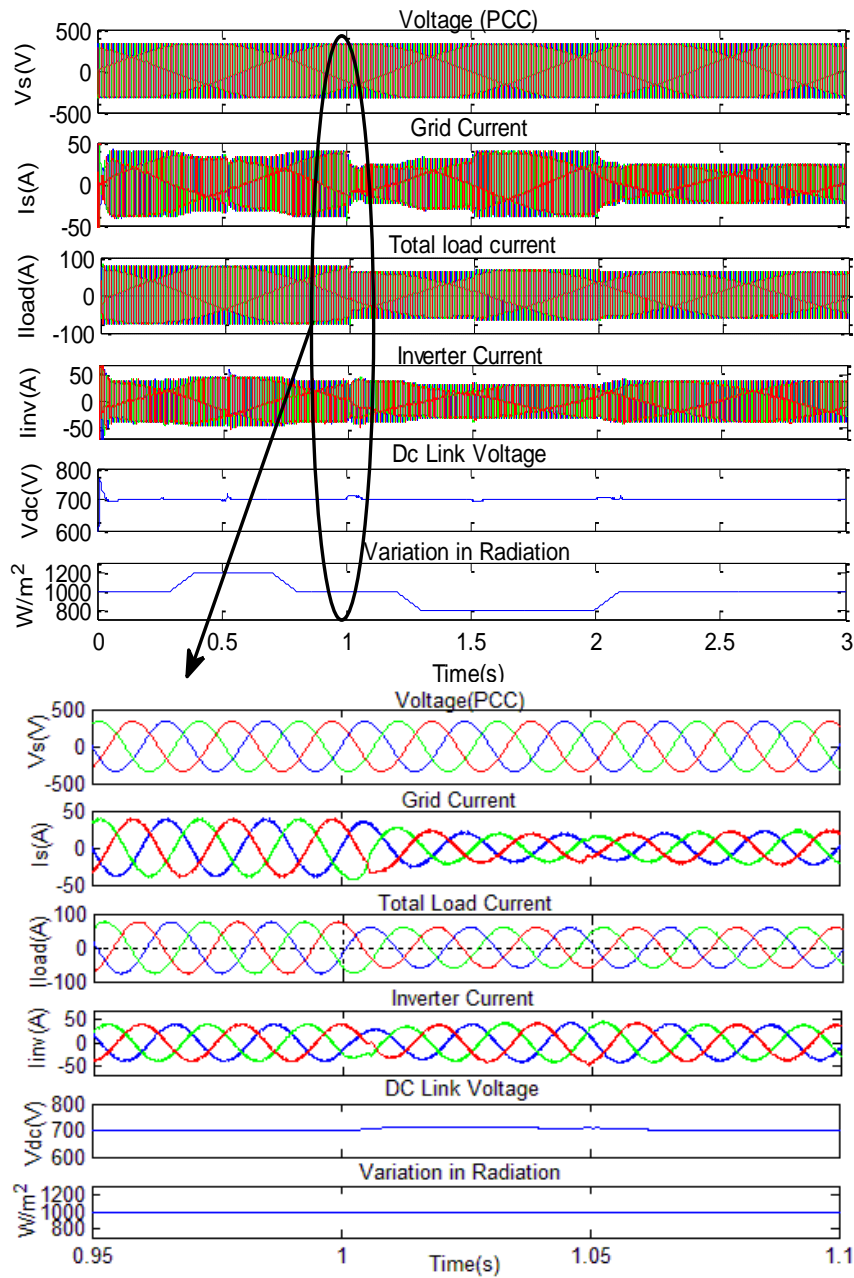 Voltage (PCC)
Vs(V)
500
0
-500
Grid Current
Is(A)
50
0
-50
Total load current
Iload(A)
100
0
-100
Inverter Current
Iinv(A)
50
0
-50
Dc Link Voltage
Vdc(V)
800
700
600
Variation in Radiation
W/m²
1200
1000
800
0 0.5 1 1.5 2 2.5 3
Time(s)
Voltage(PCC)
Vs(V)
500
0
-500
Grid Current
Is(A)
50
0
-50
Total Load Current
Iload(A)
100
0
-100
Inverter Current
Iinv(A)
50
0
-50
DC Link Voltage
Vdc(V)
800
700
600
Variation in Radiation
W/m²
1200
1000
800
0.95 1 1.05 1.1
Time(s)